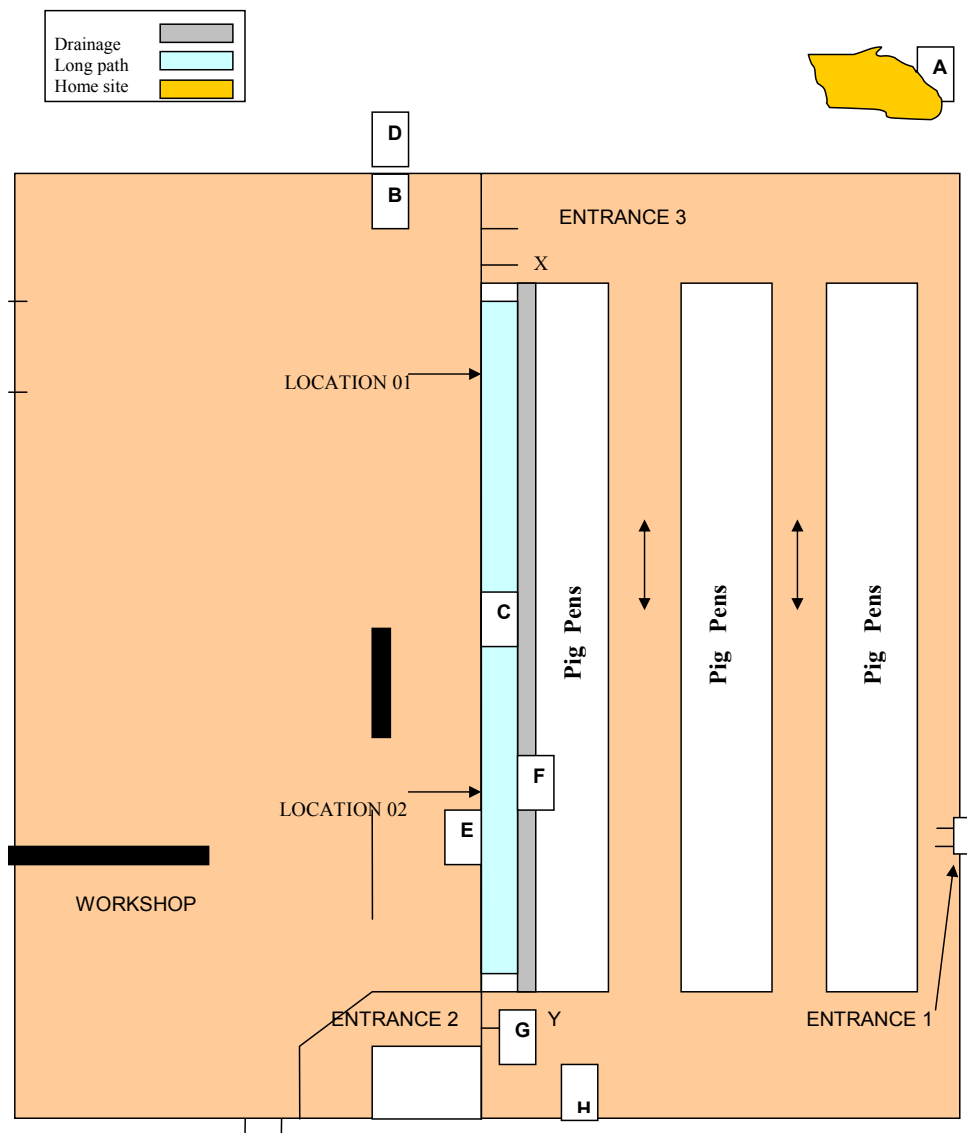 Drainage
Long path
Home site
A
D
B
ENTRANCE 3
X
LOCATION 01
C
Pig Pens
Pig Pens
Pig Pens
F
LOCATION 02
E
WORKSHOP
ENTRANCE 2
G
Y
ENTRANCE 1
H